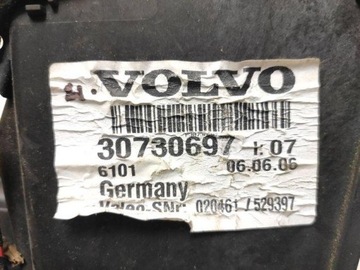 VOLVO
30730697 I: 07
6101 06.06.06
Germany
Valeo-SNr: 020461 / 529397